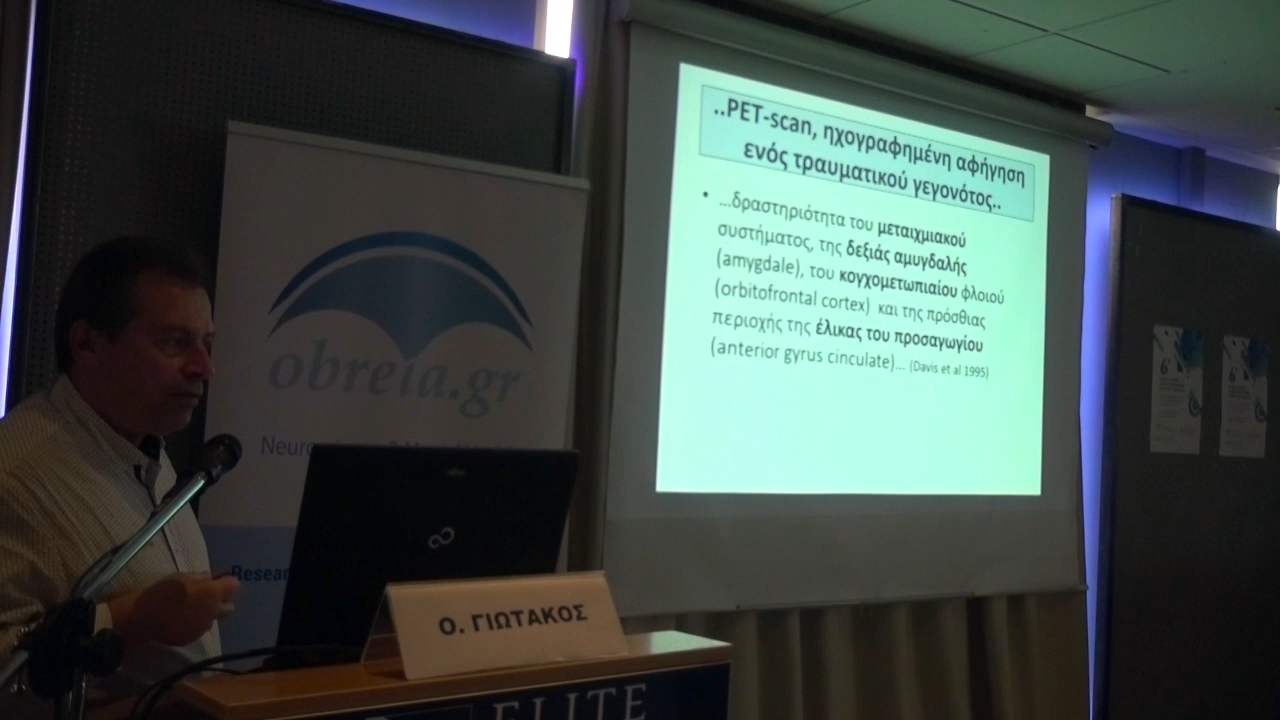 ..PET-scan, ηχογραφημένη αφήγηση
ενός τραυματικού γεγονότος..
• ...δραστηριότητα του μεταιχμιακού
συστήματος, της δεξιάς αμυγδαλής
(amygdale), του κογχομετωπιαίου φλοιού
(orbitofrontal cortex) και της πρόσθιας
περιοχής της έλικας του προσαγωγίου
(anterior gyrus cinculate)... (Davis et al 1995)
obreia.gr
FUJITSU
Ο. ΓΙΩΤΑΚΟΣ
ELITE